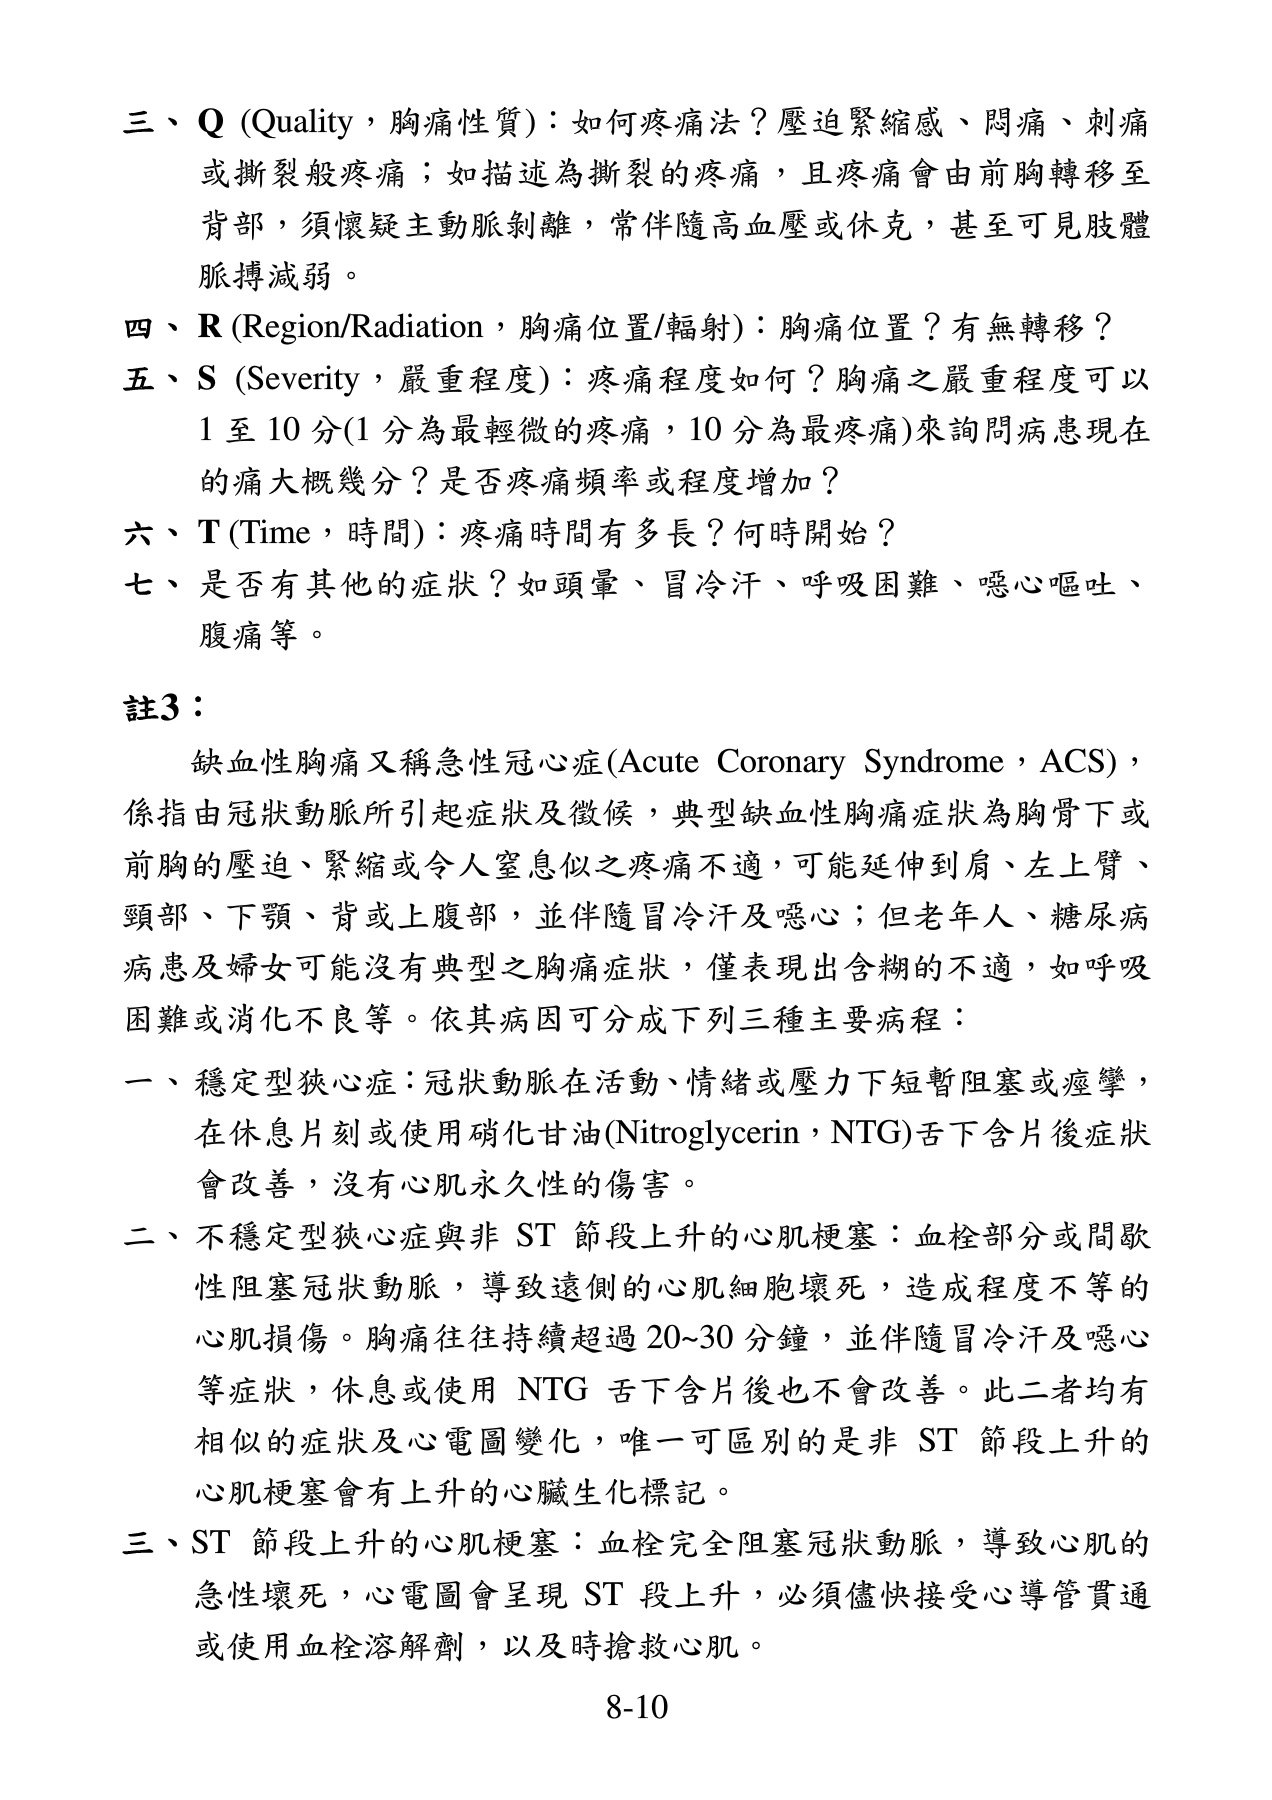 三、 Q (Quality，胸痛性質)：如何疼痛法？壓迫緊縮感、悶痛、刺痛
或撕裂般疼痛；如描述為撕裂的疼痛，且疼痛會由前胸轉移至
背部，須懷疑主動脈剝離，常伴隨高血壓或休克，甚至可見肢體
脈搏減弱。
四、 R (Region/Radiation，胸痛位置/輻射)：胸痛位置？有無轉移？
五、 S (Severity，嚴重程度)：疼痛程度如何？胸痛之嚴重程度可以
1 至 10 分(1 分為最輕微的疼痛，10 分為最疼痛)來詢問病患現在
的痛大概幾分？是否疼痛頻率或程度增加？
六、 T (Time，時間)：疼痛時間有多長？何時開始？
七、 是否有其他的症狀？如頭暈、冒冷汗、呼吸困難、噁心嘔吐、
腹痛等。
註3：
缺血性胸痛又稱急性冠心症(Acute Coronary Syndrome，ACS)，
係指由冠狀動脈所引起症狀及徵候，典型缺血性胸痛症狀為胸骨下或
前胸的壓迫、緊縮或令人窒息似之疼痛不適，可能延伸到肩、左上臂、
頸部、下顎、背或上腹部，並伴隨冒冷汗及噁心；但老年人、糖尿病
病患及婦女可能沒有典型之胸痛症狀，僅表現出含糊的不適，如呼吸
困難或消化不良等。依其病因可分成下列三種主要病程：
一、 穩定型狹心症：冠狀動脈在活動、情緒或壓力下短暫阻塞或痙攣，
在休息片刻或使用硝化甘油(Nitroglycerin，NTG)舌下含片後症狀
會改善，沒有心肌永久性的傷害。
二、 不穩定型狹心症與非 ST 節段上升的心肌梗塞：血栓部分或間歇
性阻塞冠狀動脈，導致遠側的心肌細胞壞死，造成程度不等的
心肌損傷。胸痛往往持續超過 20~30 分鐘，並伴隨冒冷汗及噁心
等症狀，休息或使用 NTG 舌下含片後也不會改善。此二者均有
相似的症狀及心電圖變化，唯一可區別的是非 ST 節段上升的
心肌梗塞會有上升的心臟生化標記。
三、ST 節段上升的心肌梗塞：血栓完全阻塞冠狀動脈，導致心肌的
急性壞死，心電圖會呈現 ST 段上升，必須儘快接受心導管貫通
或使用血栓溶解劑，以及時搶救心肌。
8-10